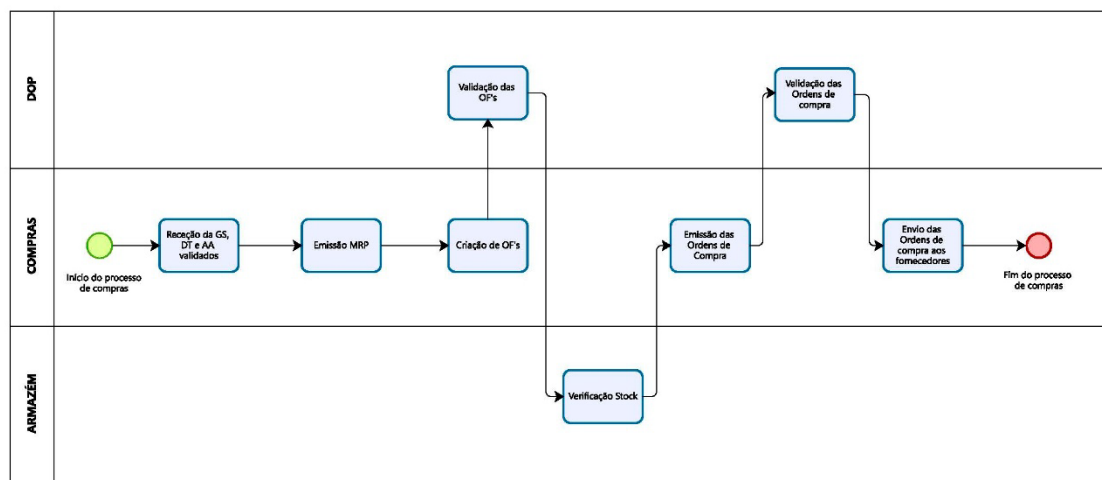 DOP
Validação das
OF's
Validação das
Ordens de
compra
COMPRAS
Início do processo
de compras
Receção da GS,
DT e AA
validados
Emissão MRP
Criação de OF's
Emissão das
Ordens de
Compra
Envio das
Ordens de
compra aos
fornecedores
Fim do processo
de compras
ARMAZÉM
Verificação Stock